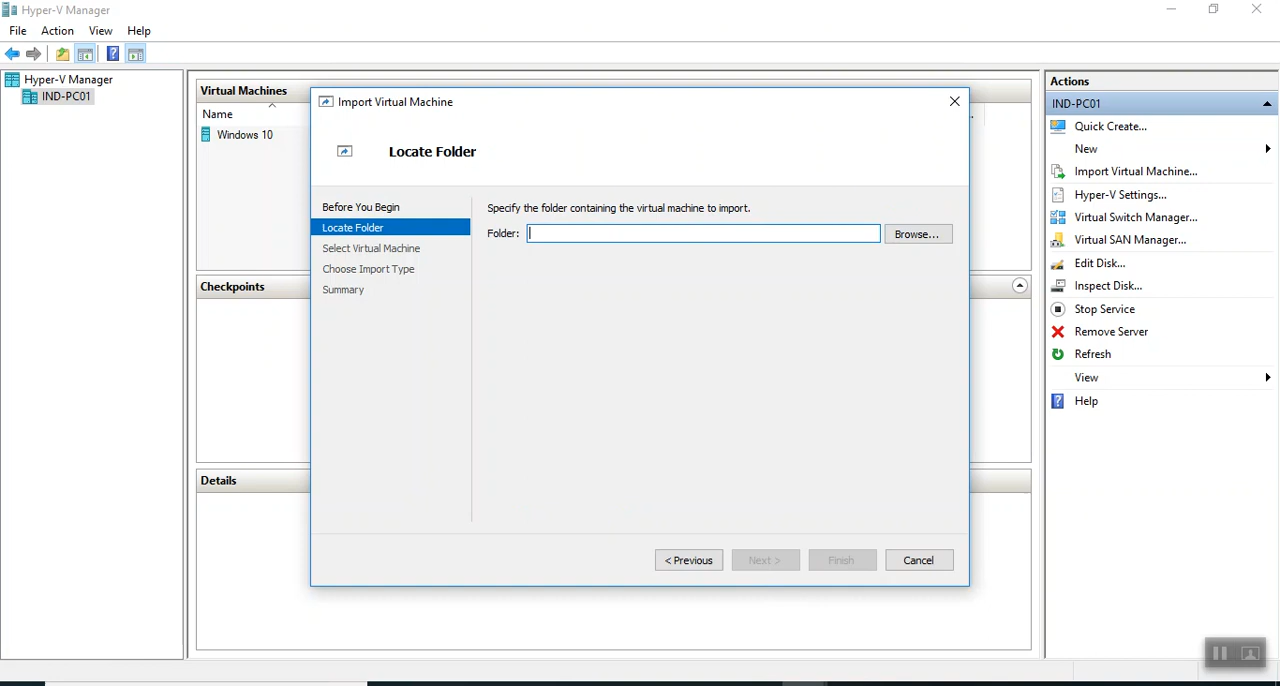 Hyper-V Manager
File Action View Help
Hyper-V Manager
IND-PC01
Virtual Machines
Name
Windows 10
Checkpoints
Details
Import Virtual Machine
Locate Folder
Before You Begin
Locate Folder
Select Virtual Machine
Choose Import Type
Summary
Specify the folder containing the virtual machine to import.
Folder: Browse...
< Previous Next > Finish Cancel
Actions
IND-PC01
Quick Create...
New
Import Virtual Machine...
Hyper-V Settings...
Virtual Switch Manager...
Virtual SAN Manager...
Edit Disk...
Inspect Disk...
Stop Service
Remove Server
Refresh
View
Help